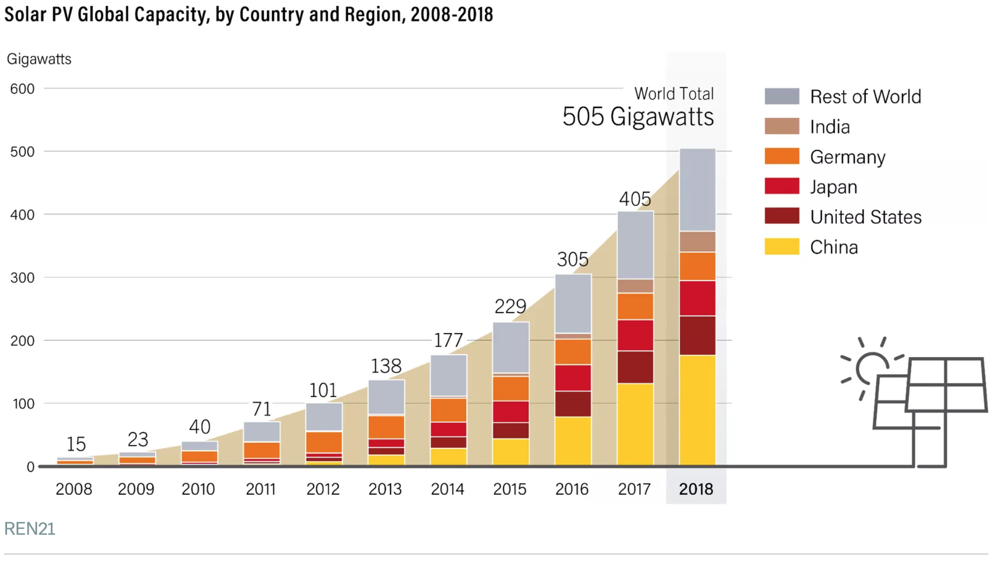 Solar PV Global Capacity, by Country and Region, 2008-2018
Gigawatts
600
500
400
300
200
100
0
World Total
505 Gigawatts
15
23
40
71
101
138
177
229
305
405
2008
2009
2010
2011
2012
2013
2014
2015
2016
2017
2018
Rest of World
India
Germany
Japan
United States
China
REN21